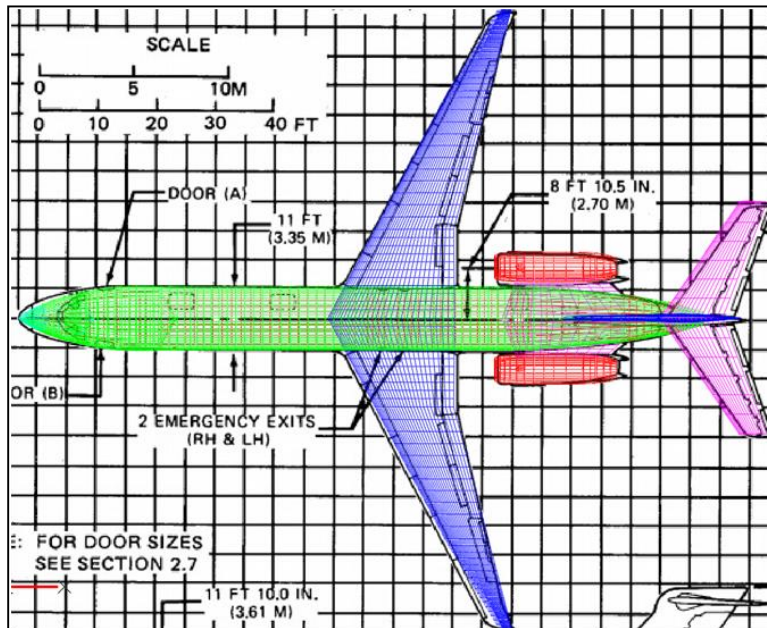 SCALE
0 5 10M
0 10 20 30 40 FT
DOOR (A)
8 FT 10.5 IN.
(2.70 M)
11 FT
(3.35 M)
OR (B)
2 EMERGENCY EXITS
(RH & LH)
E: FOR DOOR SIZES
SEE SECTION 2.7
11 FT 10.0 IN.
(3.61 M)